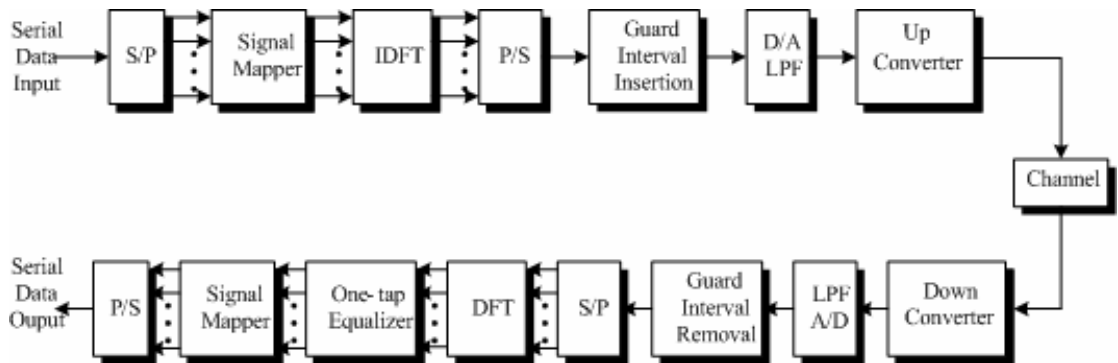 Serial
Data
Input
S/P
Signal
Mapper
IDFT
P/S
Guard
Interval
Insertion
D/A
LPF
Up
Converter
Channel
Serial
Data
Ouput
P/S
Signal
Mapper
One-tap
Equalizer
DFT
S/P
Guard
Interval
Removal
LPF
A/D
Down
Converter